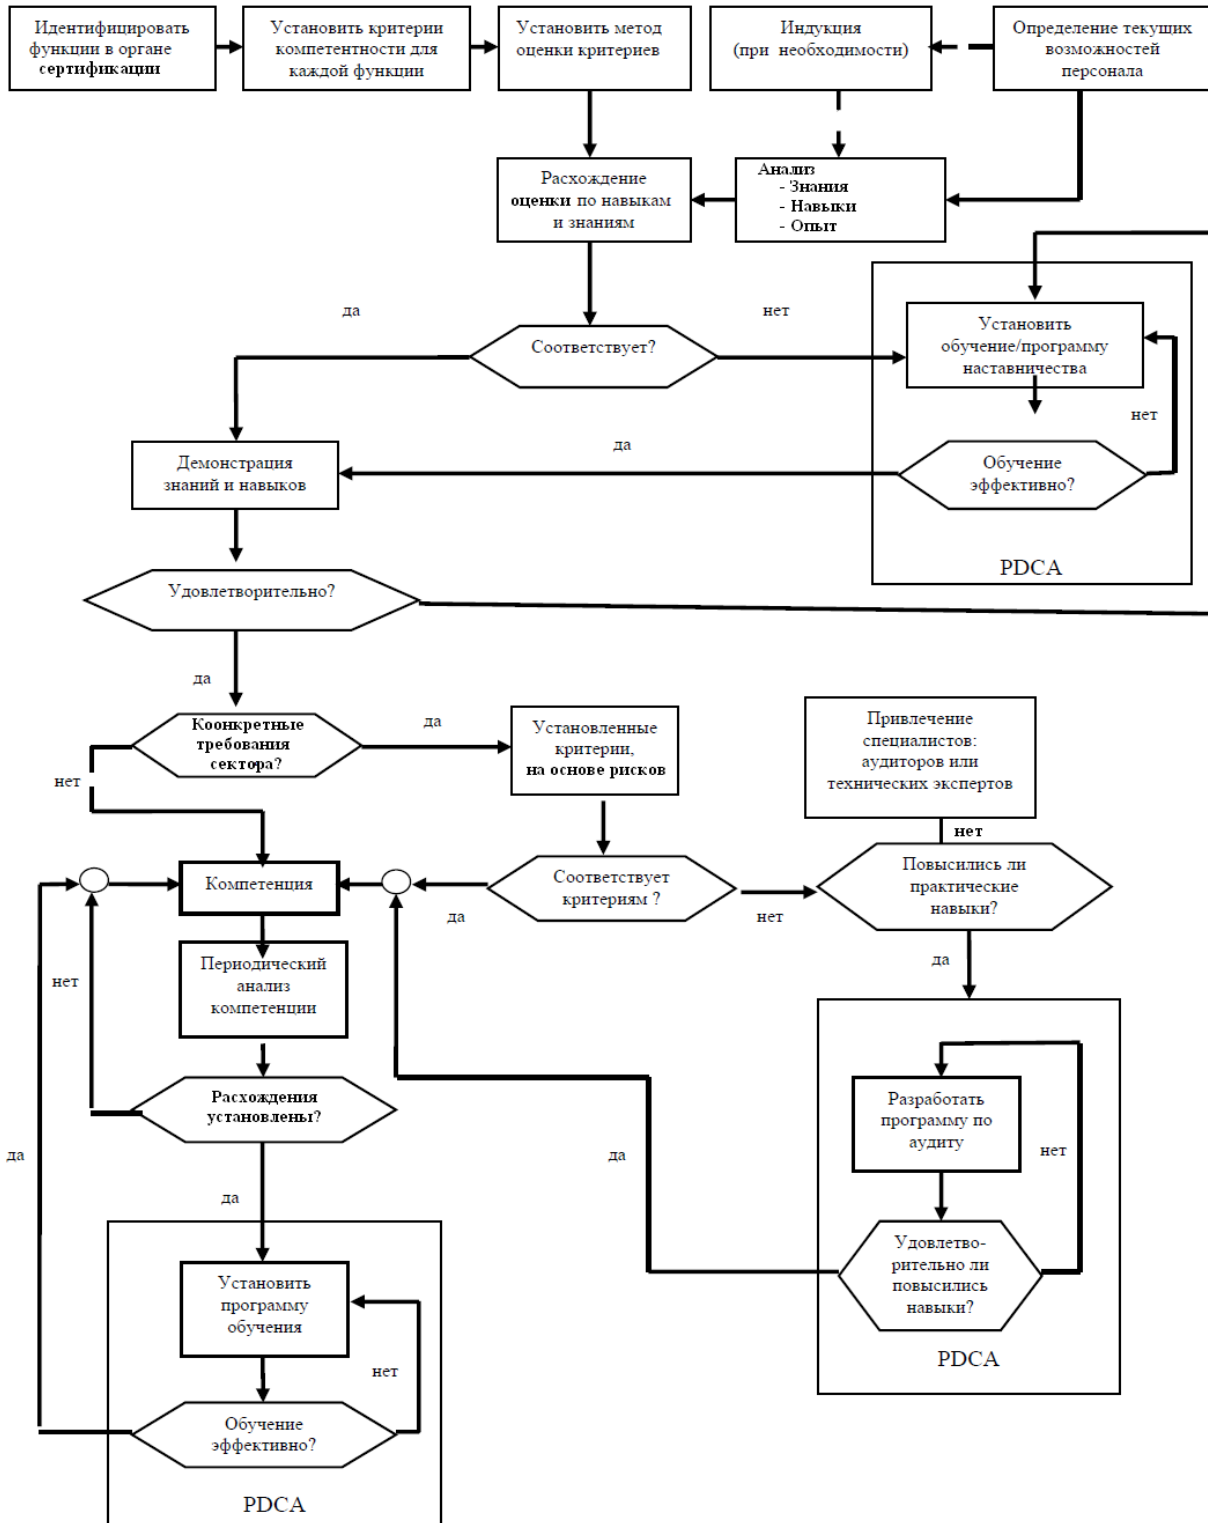 Идентифицировать
функции в органе
сертификации
Установить критерии
компетентности для
каждой функции
Установить метод
оценки критериев
Индукция
(при необходимости)
Определение текущих
возможностей
персонала
Расхождение
оценки по навыкам
и знаниям
Анализ
- Знания
- Навыки
- Опыт
да
Соответствует?
нет
Установить
обучение/программу
наставничества
нет
Демонстрация
знаний и навыков
да
Обучение
эффективно?
PDCA
Удовлетворительно?
да
Коонкретные
требования
сектора?
да
Установленные
критерии,
на основе рисков
Привлечение
специалистов:
аудиторов или
технических экспертов
нет
нет
Компетенция
да
Соответствует
критериям ?
нет
Повысились ли
практические
навыки?
да
Периодический
анализ
компетенции
нет
Расхождения
установлены?
да
да
Разработать
программу по
аудиту
нет
да
Удовлетво-
рительно ли
повысились
навыки?
PDCA
Установить
программу
обучения
нет
Обучение
эффективно?
PDCA